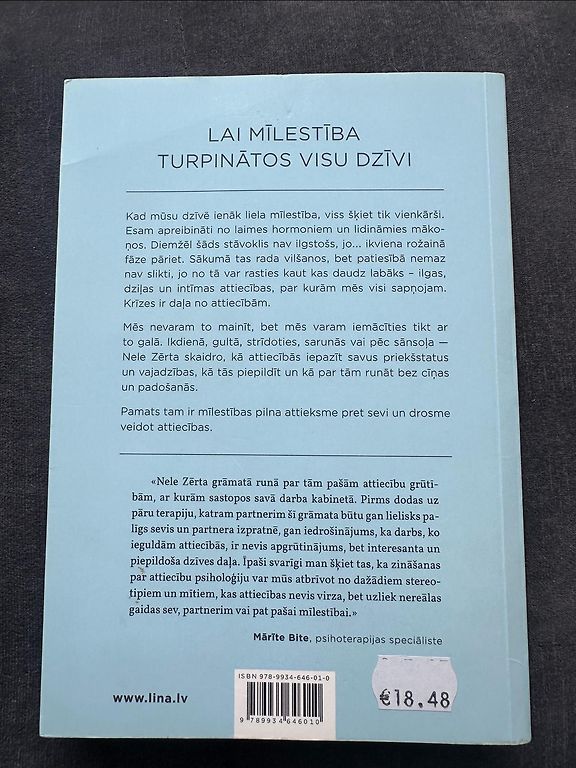 LAI MĪLESTĪBA
TURPINĀTOS VISU DZĪVI
Kad mūsu dzīvē ienāk liela mīlestība, viss šķiet tik vienkārši.
Esam apreibināti no laimes hormoniem un lidināmies māko-
ņos. Diemžēl šāds stāvoklis nav ilgstošs, jo... ikviena rožainā
fāze pāriet. Sākumā tas rada vilšanos, bet patiesībā nemaz
nav slikti, jo no tā var rasties kaut kas daudz labāks – ilgas,
dziļas un intīmas attiecības, par kurām mēs visi sapņojam.
Krīzes ir daļa no attiecībām.
Mēs nevaram to mainīt, bet mēs varam iemācīties tikt ar
to galā. Ikdienā, gultā, strīdoties, sarunās vai pēc sānsoļa —
Nele Zērta skaidro, kā attiecībās iepazīt savus priekšstatus
un vajadzības, kā tās piepildīt un kā par tām runāt bez cīņas
un padošanās.
Pamats tam ir mīlestības pilna attieksme pret sevi un drosme
veidot attiecības.
«Nele Zērta grāmatā runā par tām pašām attiecību grūtī-
bām, ar kurām sastopos savā darba kabinetā. Pirms dodas uz
pāru terapiju, katram partnerim šī grāmata būtu gan lielisks pa-
līgs sevis un partnera izpratnē, gan iedrošinājums, ka darbs, ko
ieguldām attiecībās, ir nevis apgrūtinājums, bet interesanta un
piepildoša dzīves daļa. Īpaši svarīgi man šķiet tas, ka zināšanas
par attiecību psiholoģiju var mūs atbrīvot no dažādiem stereo-
tipiem un mītiem, kas attiecības nevis virza, bet uzliek nereālas
gaidas sev, partnerim vai pat pašai mīlestībai.»
Mārīte Bite, psihoterapijas speciāliste
ISBN 978-9934-646-01-0
www.lina.lv
9 789934 646010
€18.48